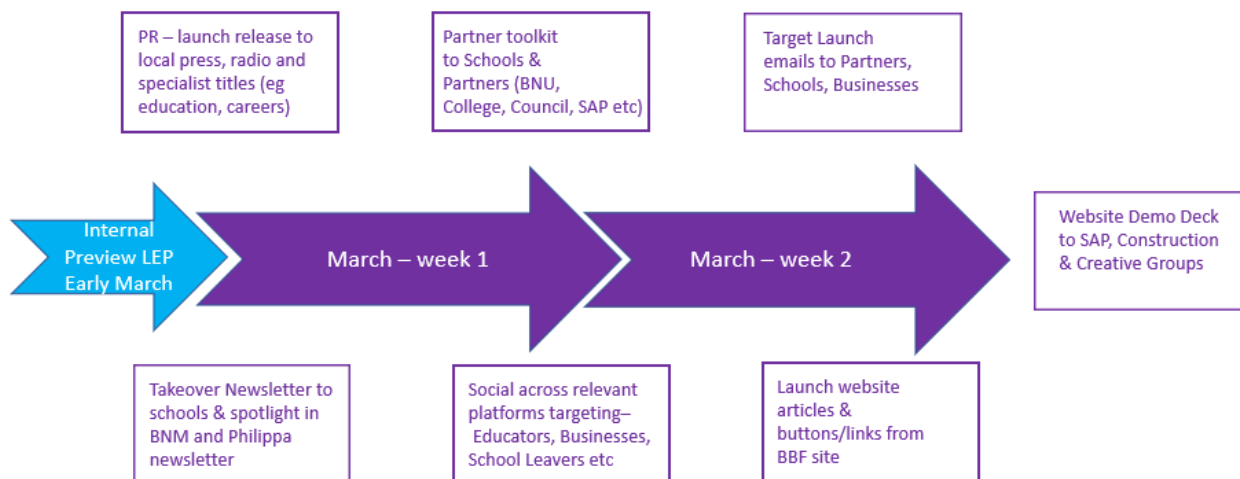 PR – launch release to
local press, radio and
specialist titles (eg
education, careers)
Partner toolkit
to Schools &
Partners (BNU,
College, Council, SAP etc)
Target Launch
emails to Partners,
Schools, Businesses
Internal
Preview LEP
Early March
March – week 1
March – week 2
Website Demo Deck
to SAP, Construction
& Creative Groups
Takeover Newsletter to
schools & spotlight in
BNM and Philippa
newsletter
Social across relevant
platforms targeting–
Educators, Businesses,
School Leavers etc
Launch website
articles &
buttons/links from
BBF site